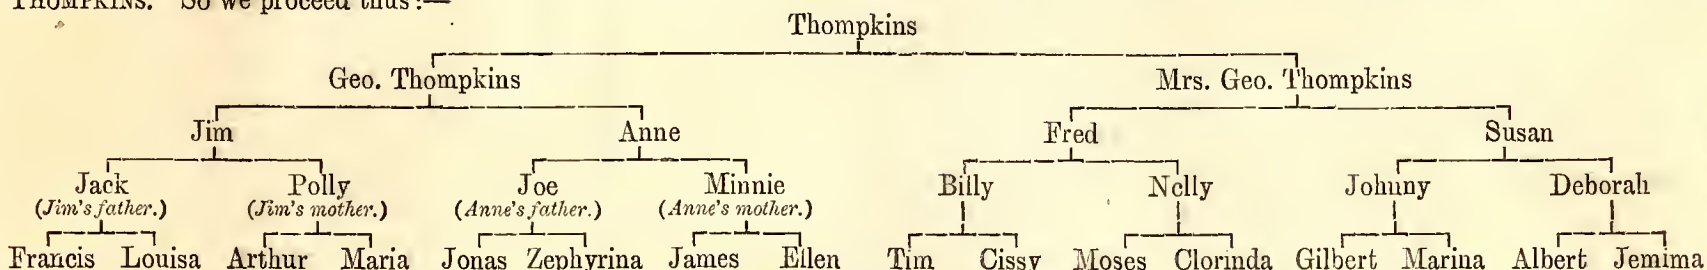 THOMPKINS. So we proceed thus:—
Thompkins
Geo. Thompkins Mrs. Geo. Thompkins
Jim Anne Fred Susan
Jack Polly Joe Minnie Billy Nelly Johnny Deborah
(Jim's father.) (Jim's mother.) (Anne's father.) (Anne's mother.)
Francis Louisa Arthur Maria Jonas Zephyrina James Ellen Tim Cissy Moses Clorinda Gilbert Marina Albert Jemima